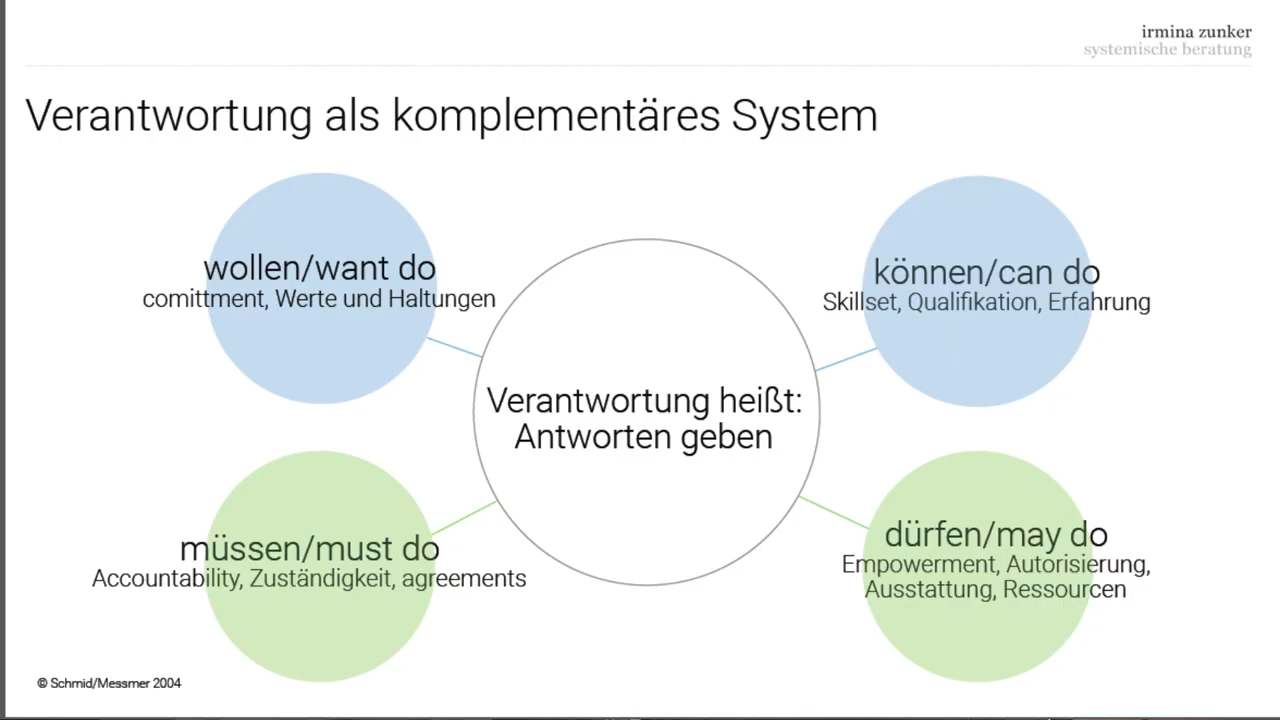 irmina zunker
systemische beratung
Verantwortung als komplementäres System
wollen/want do
comittment, Werte und Haltungen
können/can do
Skillset, Qualifikation, Erfahrung
Verantwortung heißt:
Antworten geben
müssen/must do
Accountability, Zuständigkeit, agreements
dürfen/may do
Empowerment, Autorisierung,
Ausstattung, Ressourcen
© Schmid/Messmer 2004